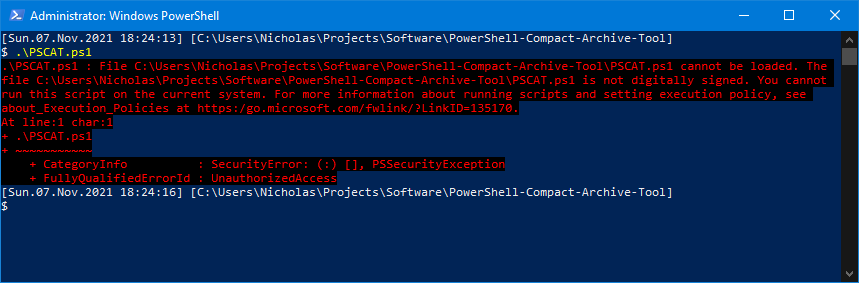 Administrator: Windows PowerShell
[Sun.07.Nov.2021 18:24:13] [C:\Users\Nicholas\Projects\Software\PowerShell-Compact-Archive-Tool]
$ .\PSCAT.ps1
.\PSCAT.ps1 : File C:\Users\Nicholas\Projects\Software\PowerShell-Compact-Archive-Tool\PSCAT.ps1 cannot be loaded. The
file C:\Users\Nicholas\Projects\Software\PowerShell-Compact-Archive-Tool\PSCAT.ps1 is not digitally signed. You cannot
run this script on the current system. For more information about running scripts and setting execution policy, see
about_Execution_Policies at https:/go.microsoft.com/fwlink/?LinkID=135170.
At line:1 char:1
+ .\PSCAT.ps1
+ ~~~~~~~~~~~
    + CategoryInfo          : SecurityError: (:) [], PSSecurityException
    + FullyQualifiedErrorId : UnauthorizedAccess
[Sun.07.Nov.2021 18:24:16] [C:\Users\Nicholas\Projects\Software\PowerShell-Compact-Archive-Tool]
$